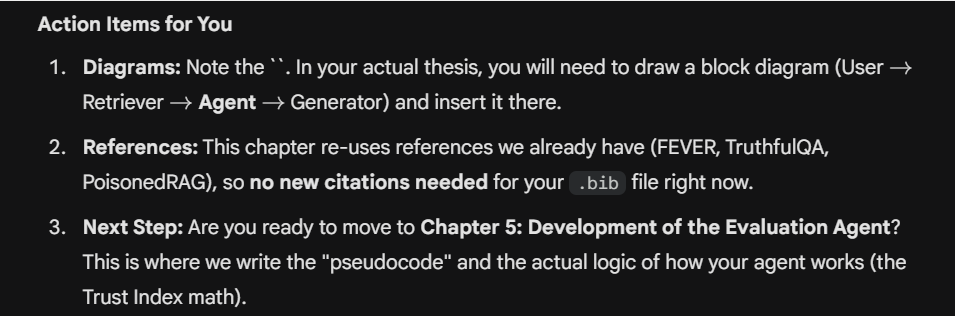 Action Items for You
1. Diagrams: Note the ``. In your actual thesis, you will need to draw a block diagram (User →
Retriever → Agent → Generator) and insert it there.
2. References: This chapter re-uses references we already have (FEVER, TruthfulQA,
PoisonedRAG), so no new citations needed for your .bib file right now.
3. Next Step: Are you ready to move to Chapter 5: Development of the Evaluation Agent?
This is where we write the "pseudocode" and the actual logic of how your agent works (the
Trust Index math).